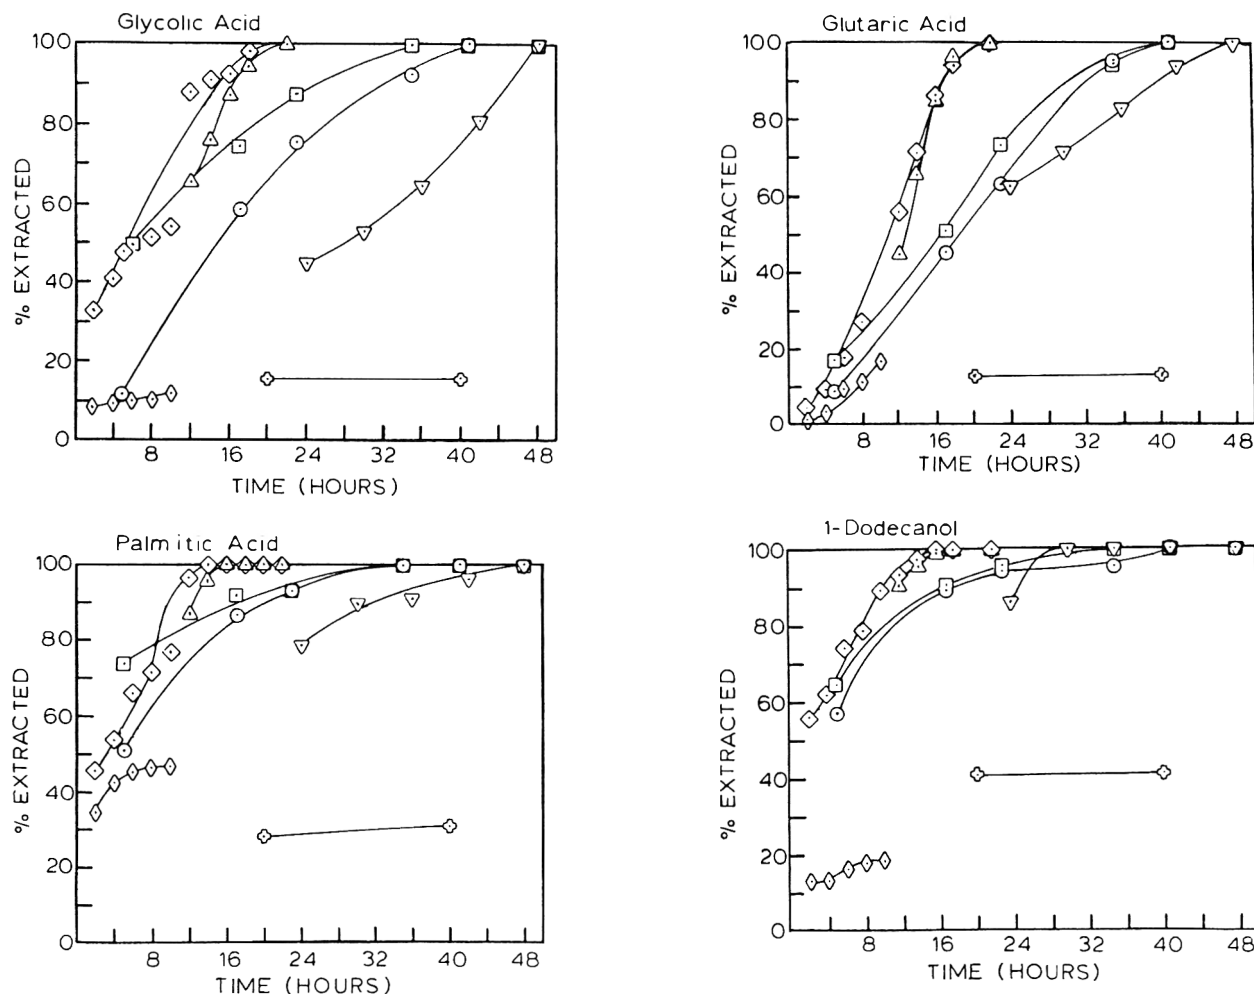 Glycolic Acid
100
80
60
40
20
0
% EXTRACTED
8 16 24 32 40 48
TIME (HOURS)
Glutaric Acid
100
80
60
40
20
0
% EXTRACTED
8 16 24 32 40 48
TIME (HOURS)
Palmitic Acid
100
80
60
40
20
0
% EXTRACTED
8 16 24 32 40 48
TIME (HOURS)
1-Dodecanol
100
80
60
40
20
0
% EXTRACTED
8 16 24 32 40 48
TIME (HOURS)